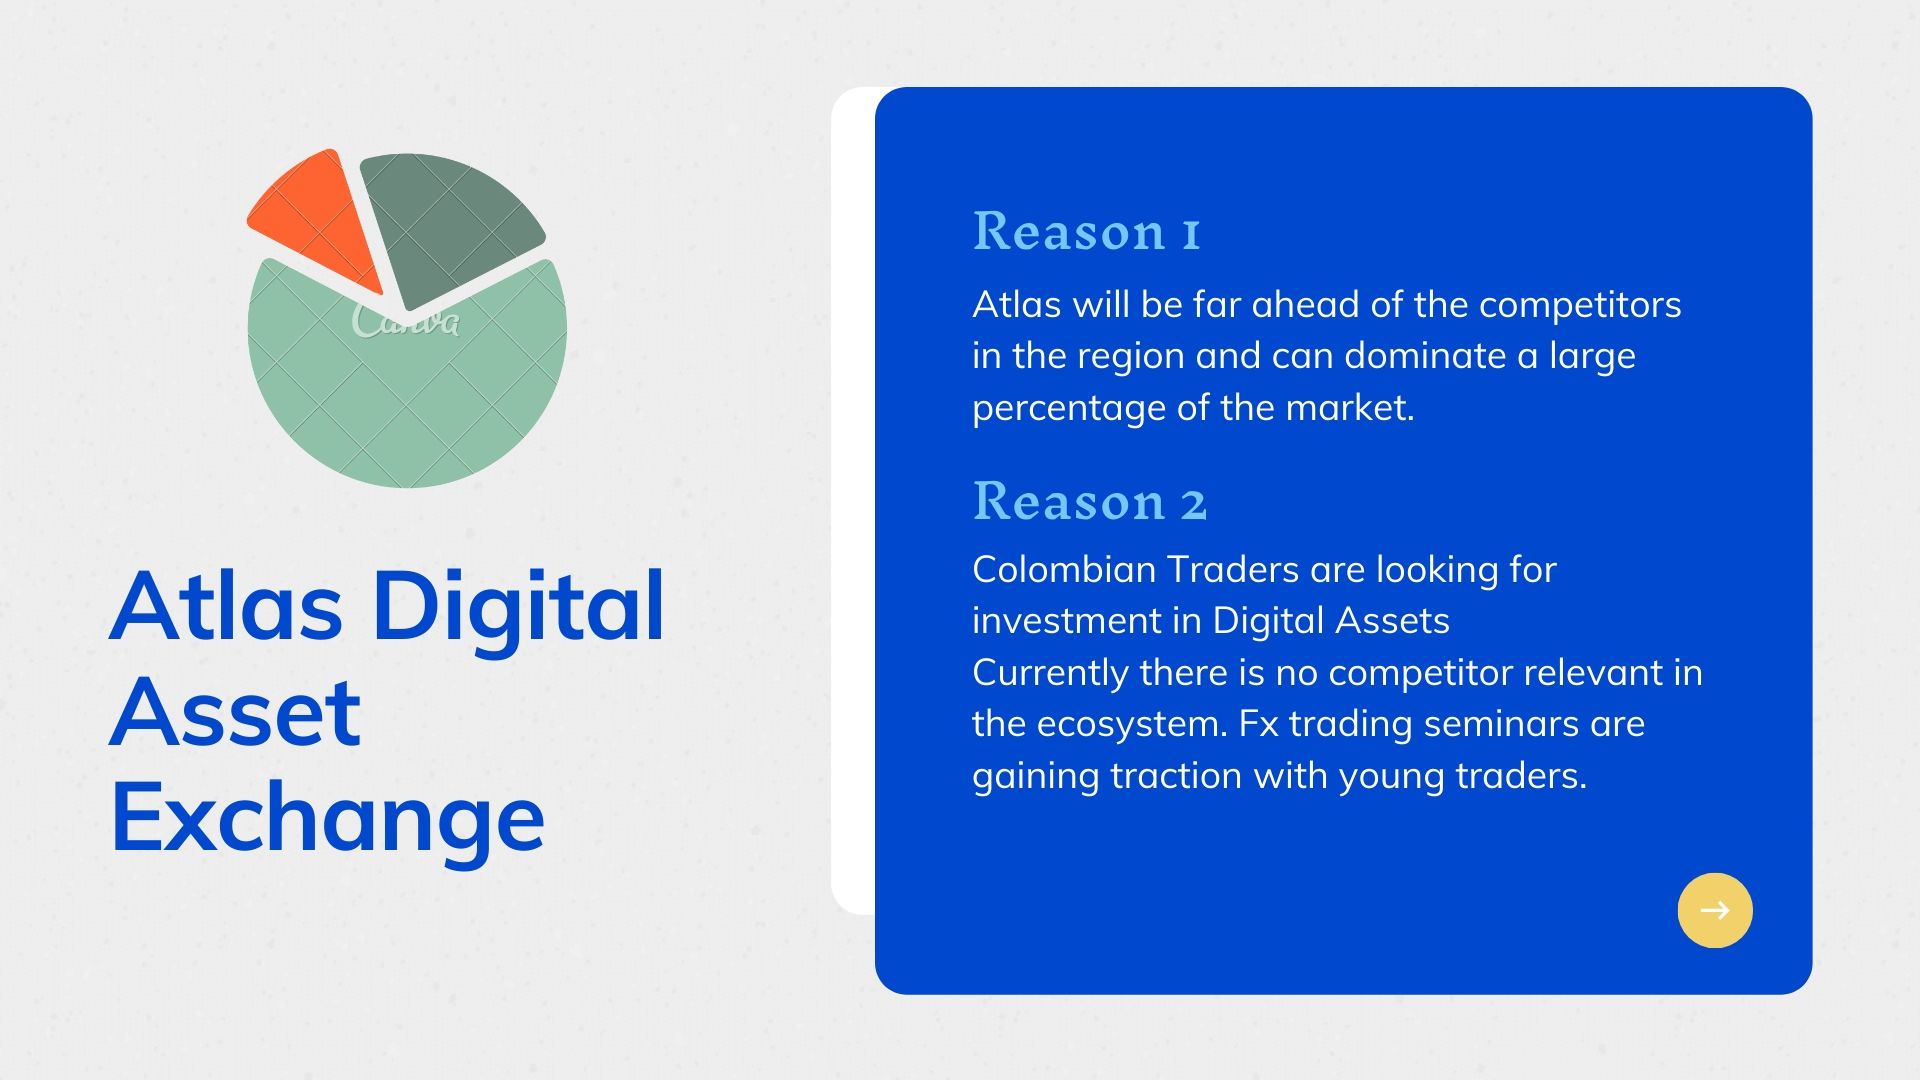 Canva
Atlas Digital
Asset
Exchange
Reason 1
Atlas will be far ahead of the competitors
in the region and can dominate a large
percentage of the market.
Reason 2
Colombian Traders are looking for
investment in Digital Assets
Currently there is no competitor relevant in
the ecosystem. Fx trading seminars are
gaining traction with young traders.